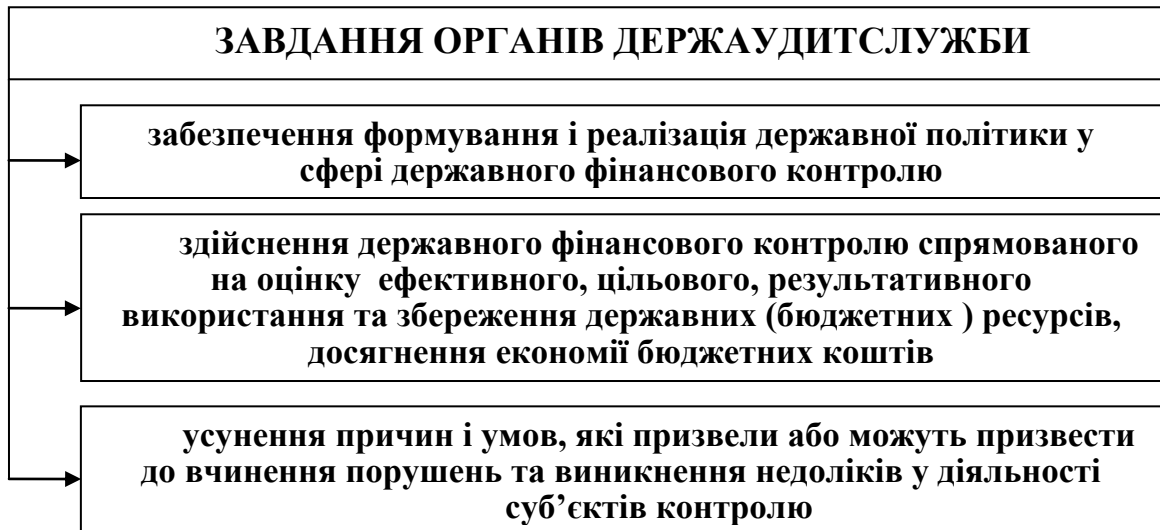 ЗАВДАННЯ ОРГАНІВ ДЕРЖАУДИТСЛУЖБИ
забезпечення формування і реалізація державної політики у
сфері державного фінансового контролю
здійснення державного фінансового контролю спрямованого
на оцінку ефективного, цільового, результативного
використання та збереження державних (бюджетних ) ресурсів,
досягнення економії бюджетних коштів
усунення причин і умов, які призвели або можуть призвести
до вчинення порушень та виникнення недоліків у діяльності
суб’єктів контролю